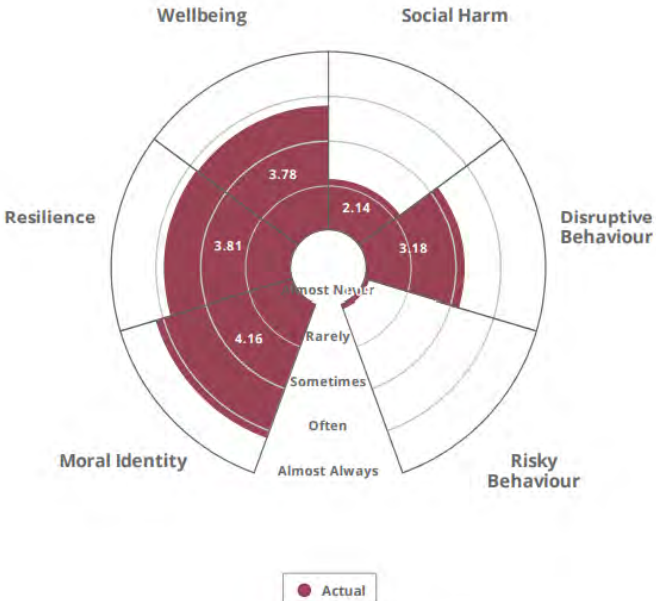 Wellbeing
Social Harm
3.78
2.14
Resilience
3.81
3.18
Disruptive
Behaviour
Almost Never
4.16
Rarely
Sometimes
Often
Moral Identity
Almost Always
Risky
Behaviour
Actual